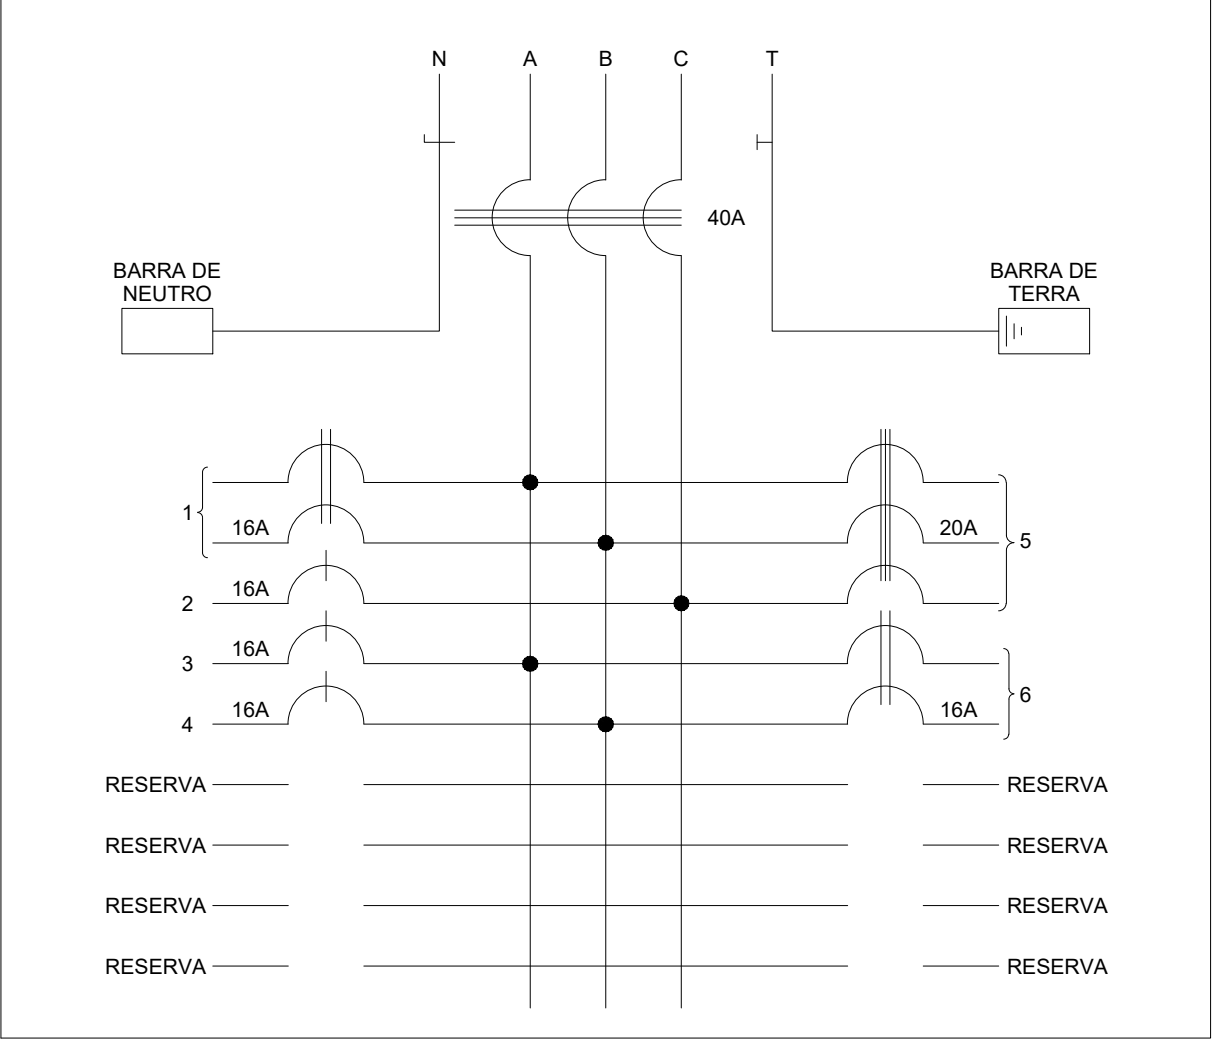 N
A
B
C
T
40A
BARRA DE
NEUTRO
BARRA DE
TERRA
1
16A
20A
5
2
16A
3
16A
6
4
16A
16A
RESERVA
RESERVA
RESERVA
RESERVA
RESERVA
RESERVA
RESERVA
RESERVA